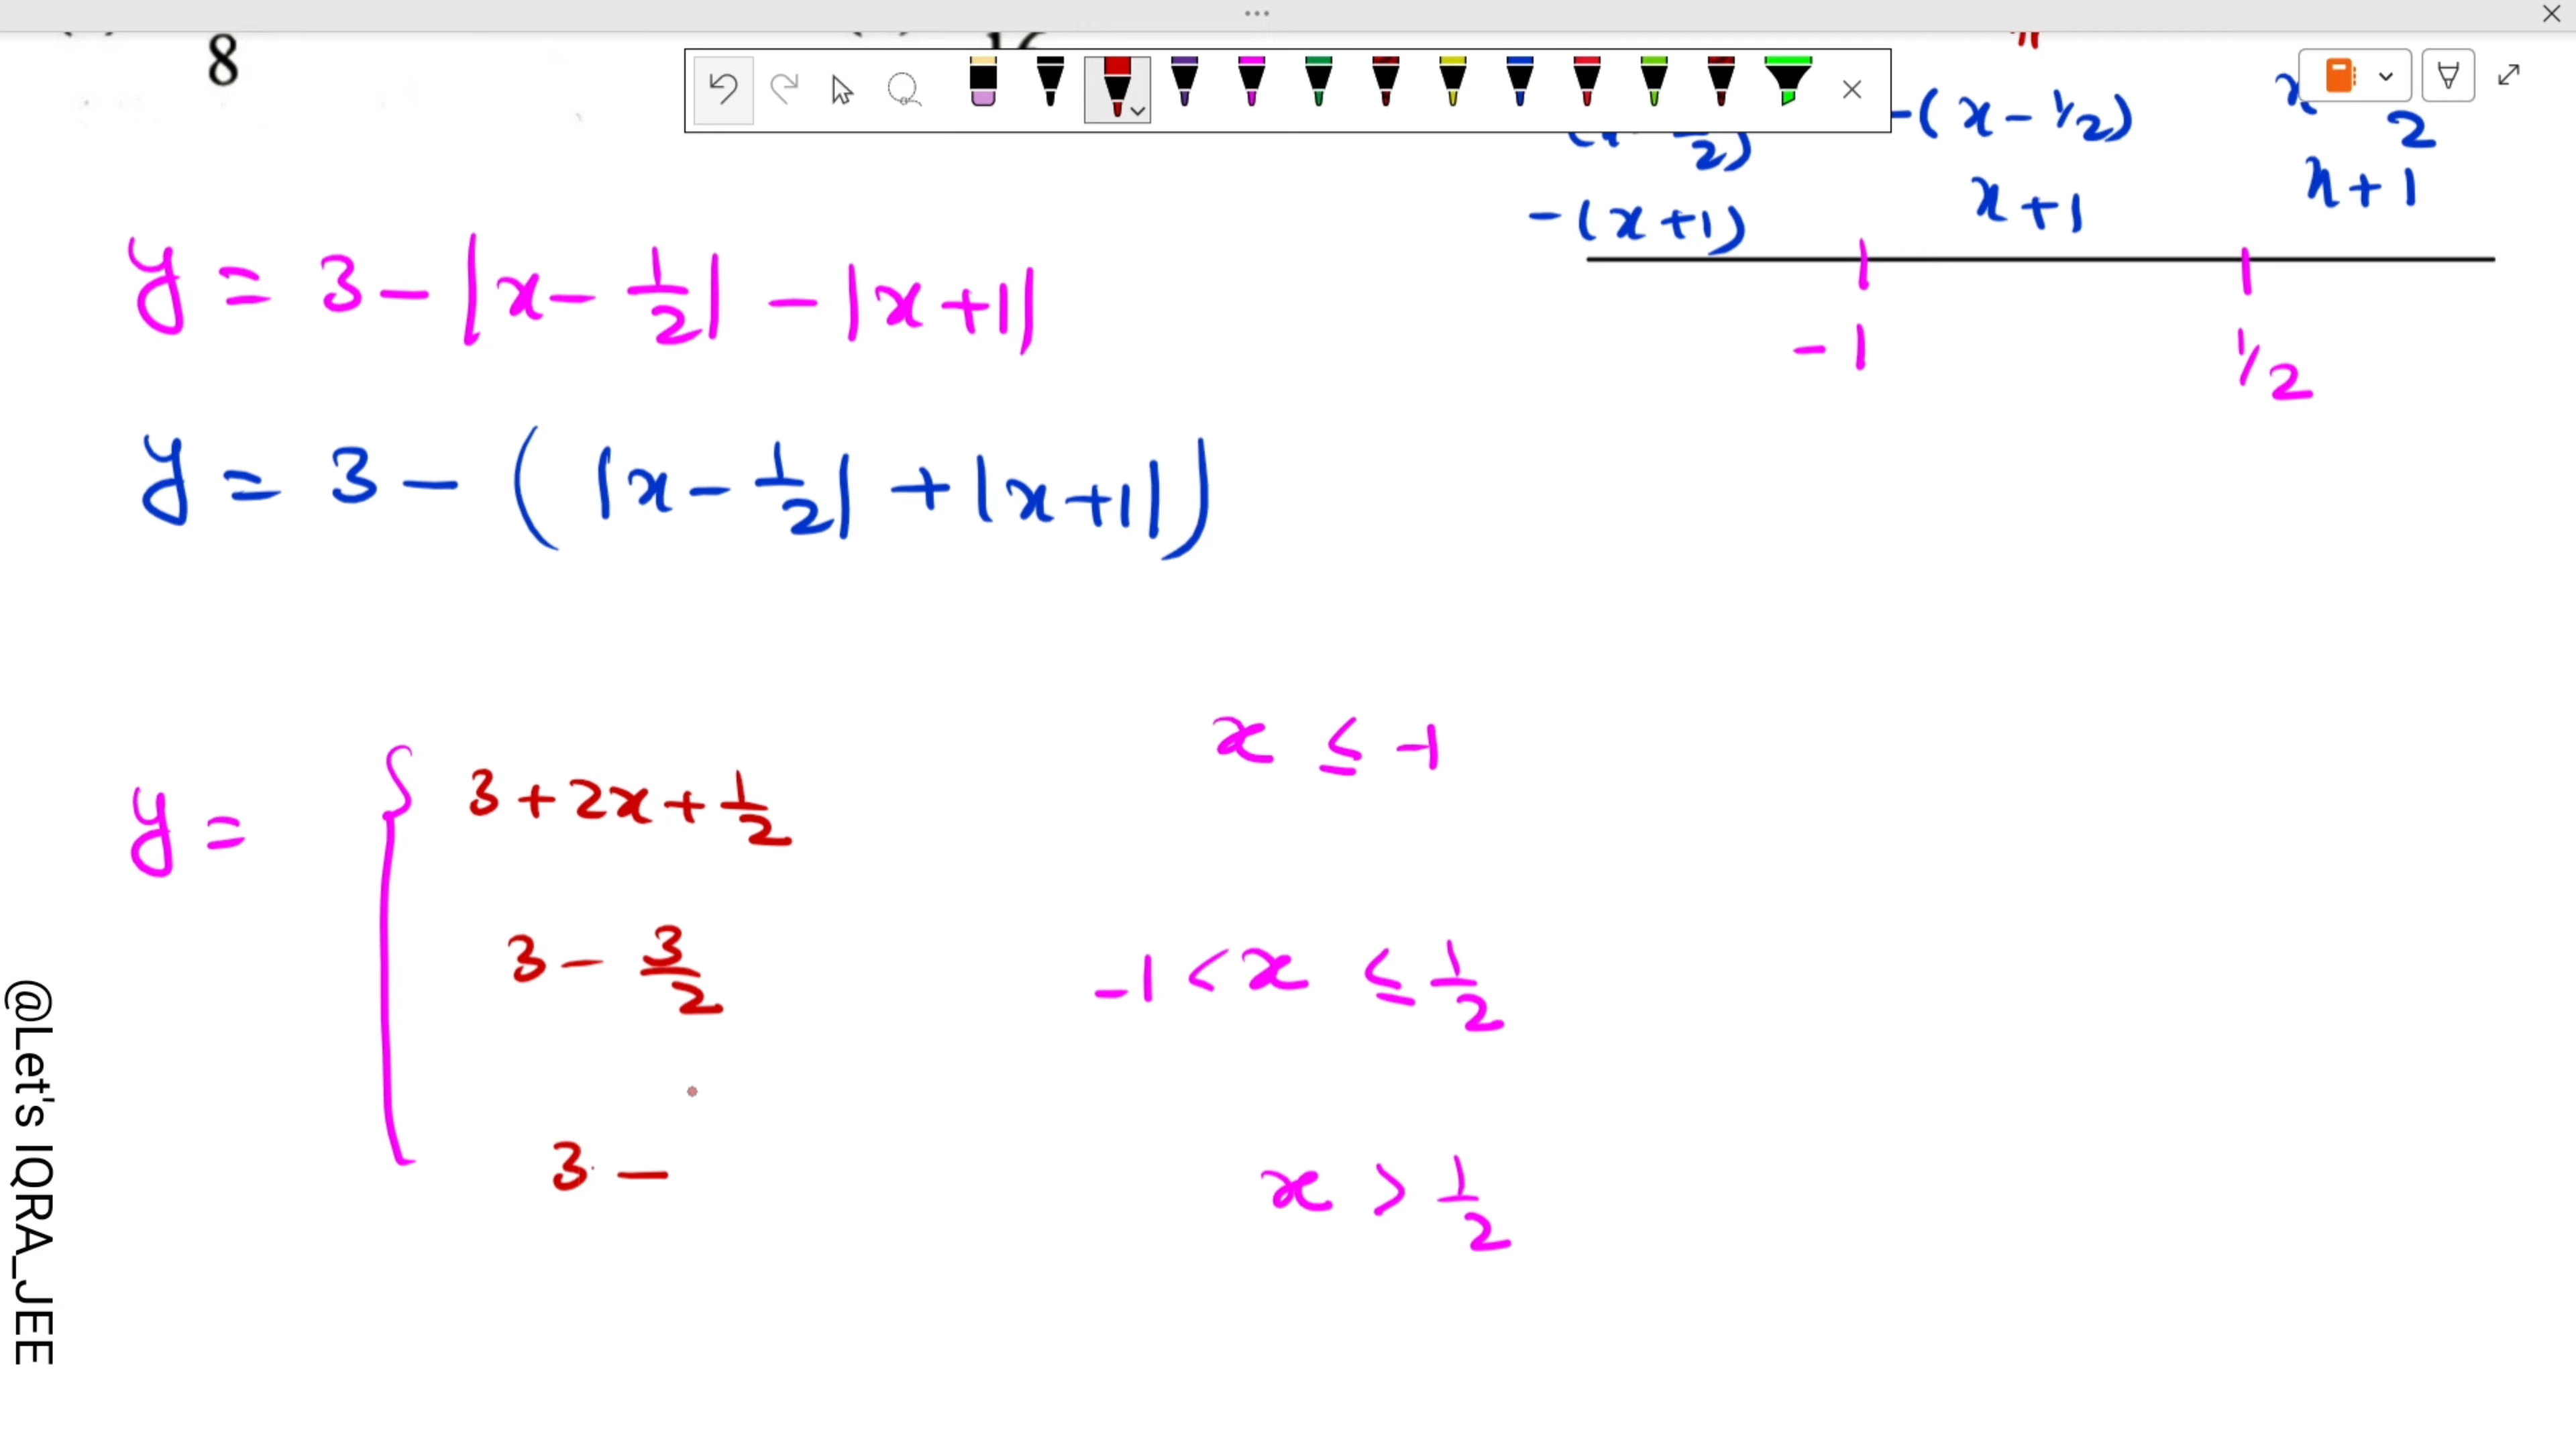 8
-(x-1/2)
2
-(x+1)
x+1
x+1
y = 3 - |x - 1/2| - |x+1|
-1
1/2
y = 3 - (|x - 1/2| + |x+1|)
x ≤ -1
y = { 3 + 2x + 1/2
3 - 3/2
-1 < x ≤ 1/2
3 -
x > 1/2
@Let's IQRA_JEE